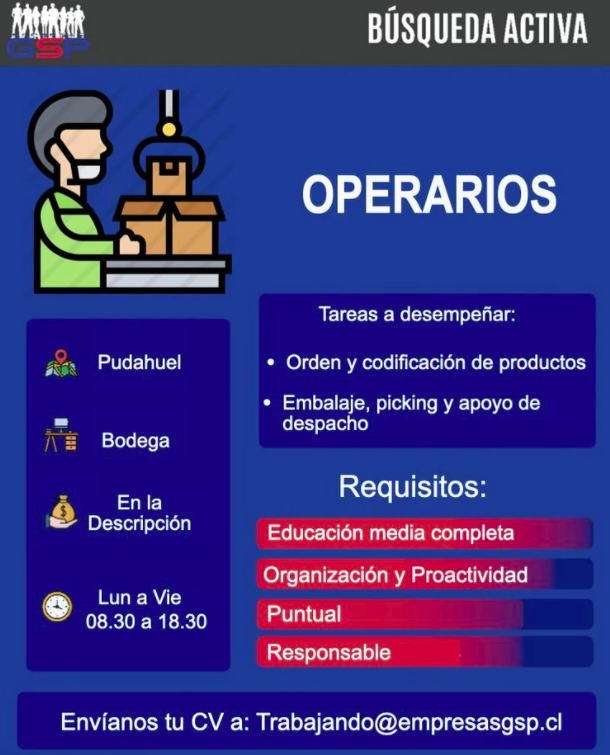 GSP
BÚSQUEDA ACTIVA
OPERARIOS
Pudahuel
Bodega
En la
Descripción
Lun a Vie
08.30 a 18.30
Tareas a desempeñar:
• Orden y codificación de productos
• Embalaje, picking y apoyo de
despacho
Requisitos:
Educación media completa
Organización y Proactividad
Puntual
Responsable
Envíanos tu CV a: Trabajando@empresasgsp.cl